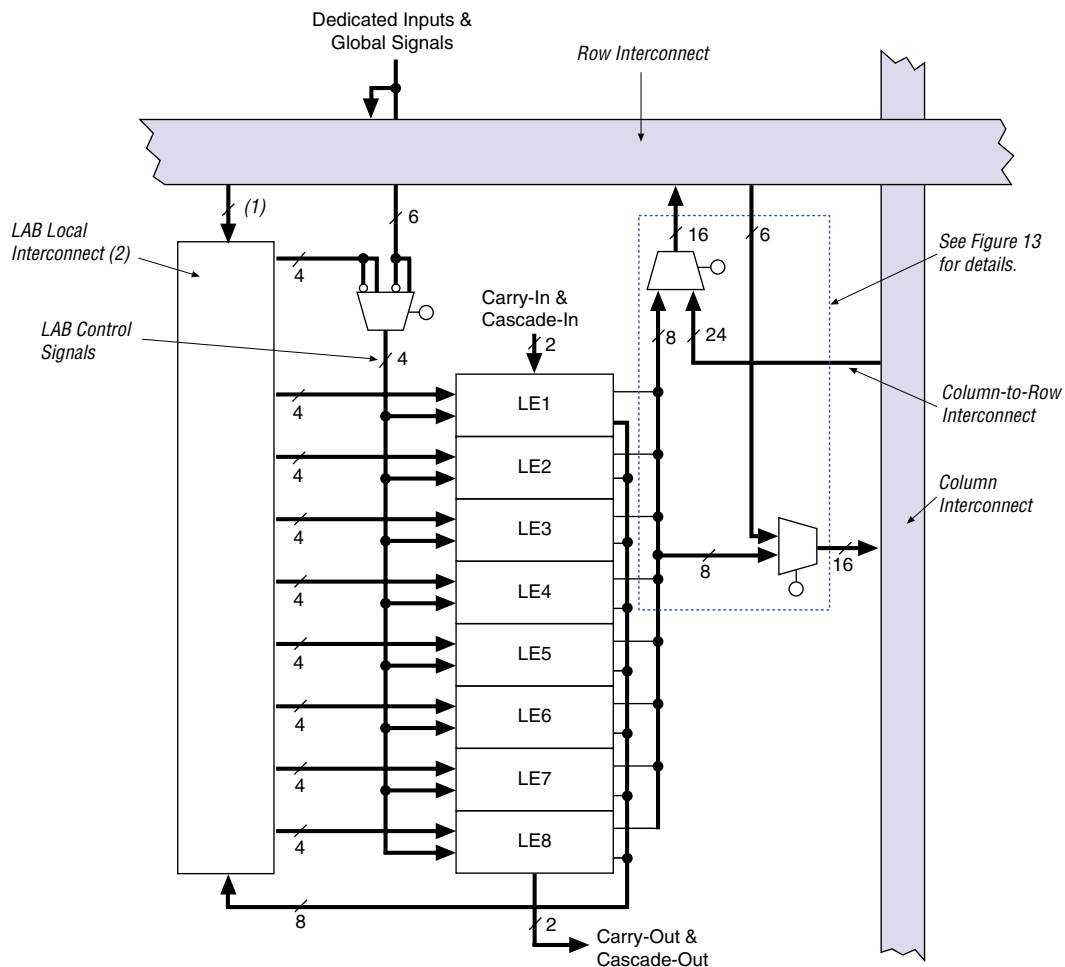 Dedicated Inputs &
Global Signals
Row Interconnect
(1)
6
16
6
LAB Local
Interconnect (2)
See Figure 13
for details.
4
Carry-In &
Cascade-In
LAB Control
Signals
4
2
8
24
LE1
4
Column-to-Row
Interconnect
LE2
4
Column
Interconnect
LE3
4
8
16
LE4
4
LE5
4
LE6
4
LE7
4
LE8
4
8
2
Carry-Out &
Cascade-Out